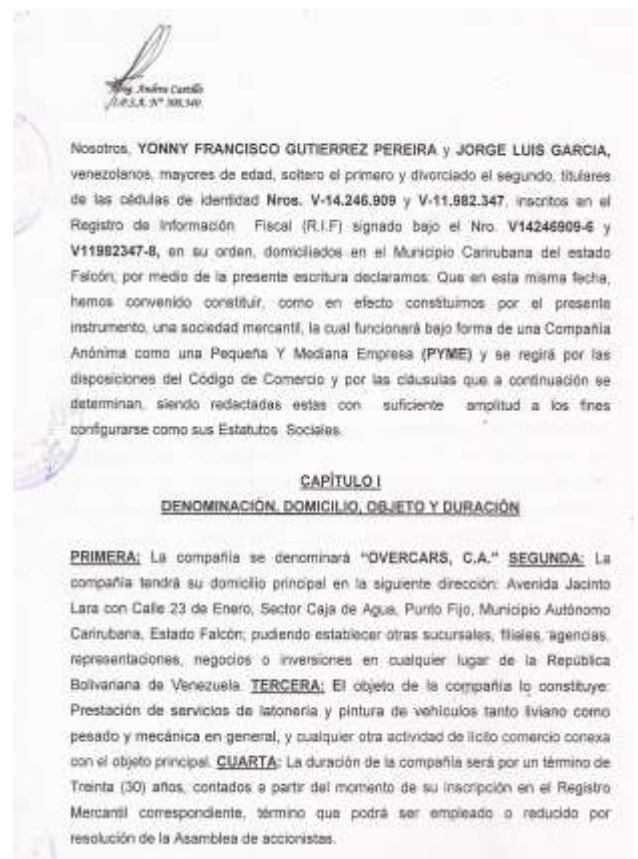 Abg. Andrea Castillo
I.P.S.A. N° 308.340
Nosotros, YONNY FRANCISCO GUTIERREZ PEREIRA y JORGE LUIS GARCIA,
venezolanos, mayores de edad, soltero el primero y divorciado el segundo, titulares
de las cédulas de identidad Nros. V-14.246.909 y V-11.982.347, inscritos en el
Registro de Información Fiscal (R.I.F) signado bajo el Nro. V14246909-6 y
V11982347-8, en su orden, domiciliados en el Municipio Carirubana del estado
Falcón; por medio de la presente escritura declaramos: Que en esta misma fecha,
hemos convenido constituir, como en efecto constituimos por el presente
instrumento, una sociedad mercantil, la cual funcionará bajo forma de una Compañía
Anónima como una Pequeña Y Mediana Empresa (PYME) y se regirá por las
disposiciones del Código de Comercio y por las cláusulas que a continuación se
determinan, siendo redactadas estas con suficiente amplitud a los fines
configurarse como sus Estatutos Sociales.
CAPÍTULO I
DENOMINACIÓN, DOMICILIO, OBJETO Y DURACIÓN
PRIMERA: La compañía se denominará "OVERCARS, C.A." SEGUNDA: La
compañía tendrá su domicilio principal en la siguiente dirección: Avenida Jacinto
Lara con Calle 23 de Enero, Sector Caja de Agua, Punto Fijo, Municipio Autónomo
Carirubana, Estado Falcón; pudiendo establecer otras sucursales, filiales, agencias,
representaciones, negocios o inversiones en cualquier lugar de la República
Bolivariana de Venezuela. TERCERA: El objeto de la compañía lo constituye:
Prestación de servicios de latonería y pintura de vehículos tanto liviano como
pesado y mecánica en general, y cualquier otra actividad de lícito comercio conexa
con el objeto principal. CUARTA: La duración de la compañía será por un término de
Treinta (30) años, contados a partir del momento de su inscripción en el Registro
Mercantil correspondiente, término que podrá ser empleado o reducido por
resolución de la Asamblea de accionistas.